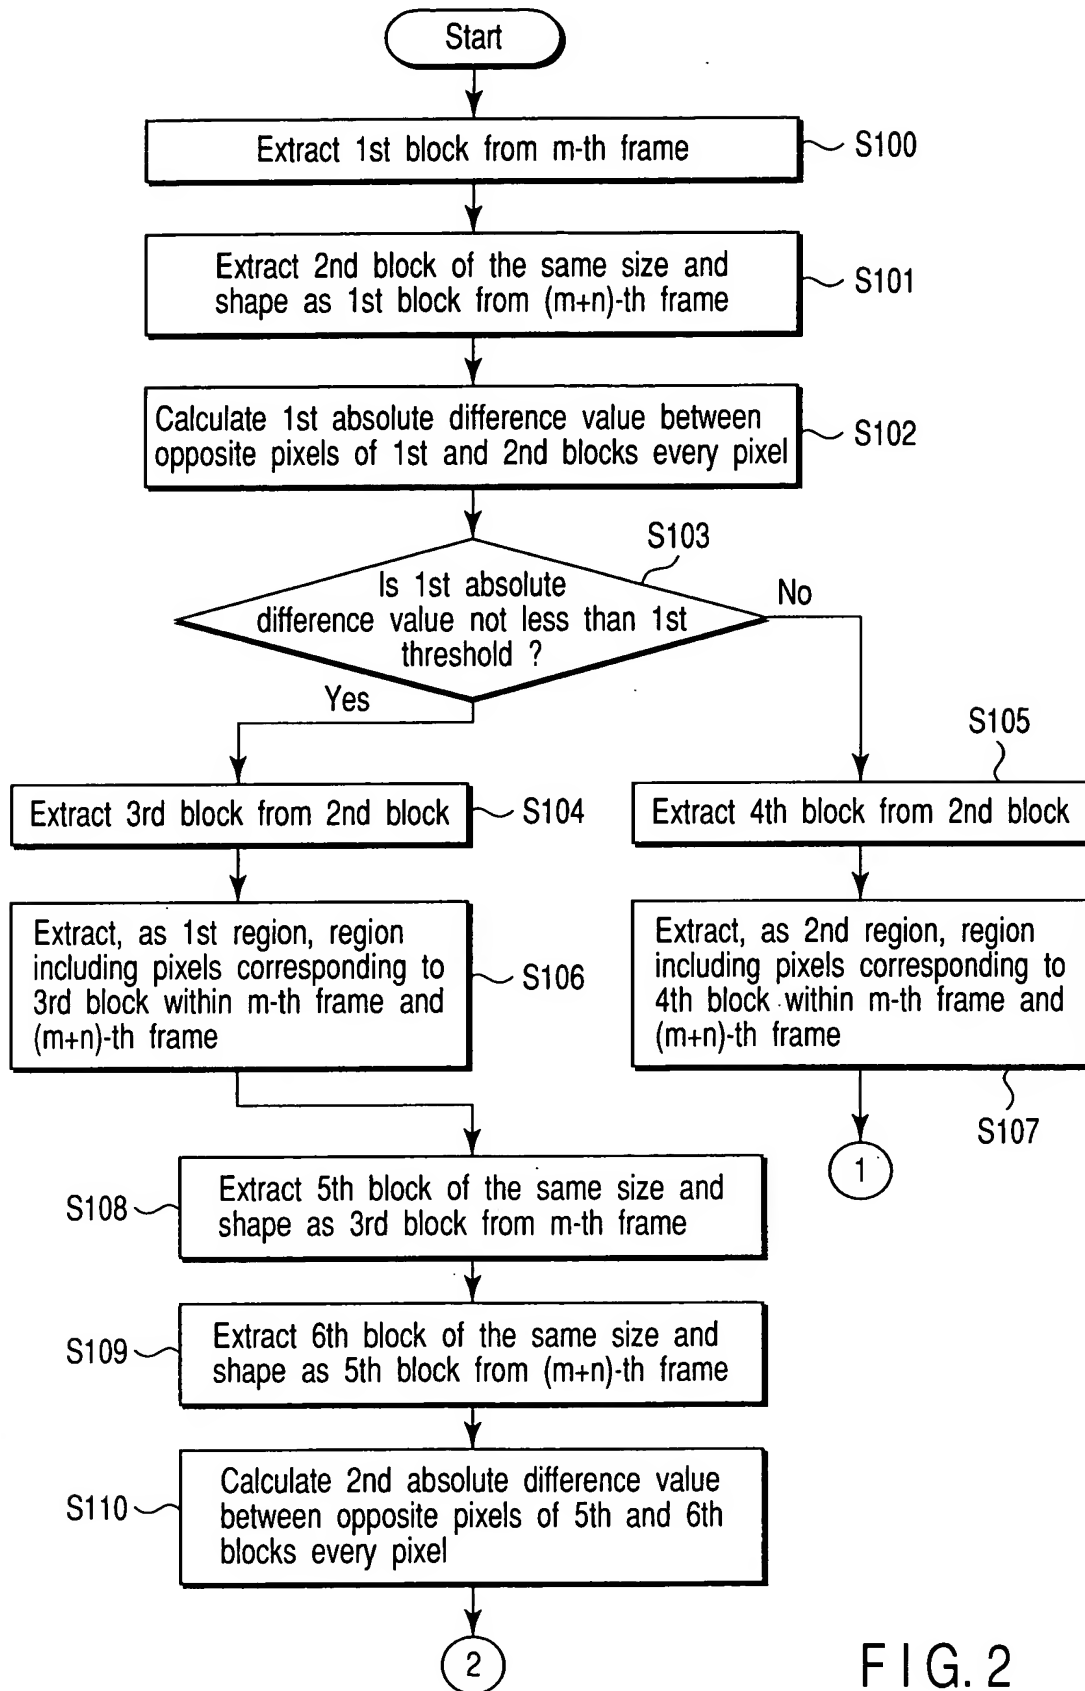 Start
Extract 1st block from m-th frame
S100
Extract 2nd block of the same size and
shape as 1st block from (m+n)-th frame
S101
Calculate 1st absolute difference value between
opposite pixels of 1st and 2nd blocks every pixel
S102
S103
Is 1st absolute
difference value not less than 1st
threshold ?
No
Yes
S105
Extract 3rd block from 2nd block
S104
Extract 4th block from 2nd block
Extract, as 1st region, region
including pixels corresponding to
3rd block within m-th frame and
(m+n)-th frame
S106
Extract, as 2nd region, region
including pixels corresponding to
4th block within m-th frame and
(m+n)-th frame
S107
1
S108
Extract 5th block of the same size and
shape as 3rd block from m-th frame
S109
Extract 6th block of the same size and
shape as 5th block from (m+n)-th frame
S110
Calculate 2nd absolute difference value
between opposite pixels of 5th and 6th
blocks every pixel
2
FIG. 2